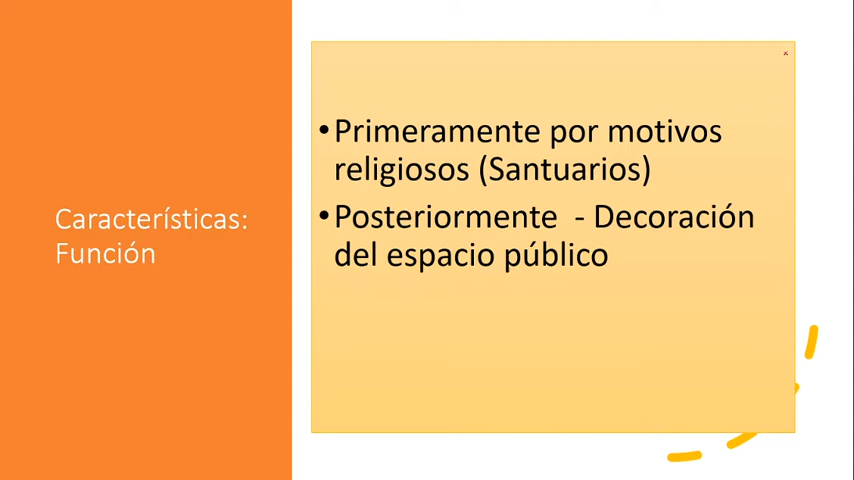 Características:
Función
•Primeramente por motivos
religiosos (Santuarios)
•Posteriormente  - Decoración
del espacio público